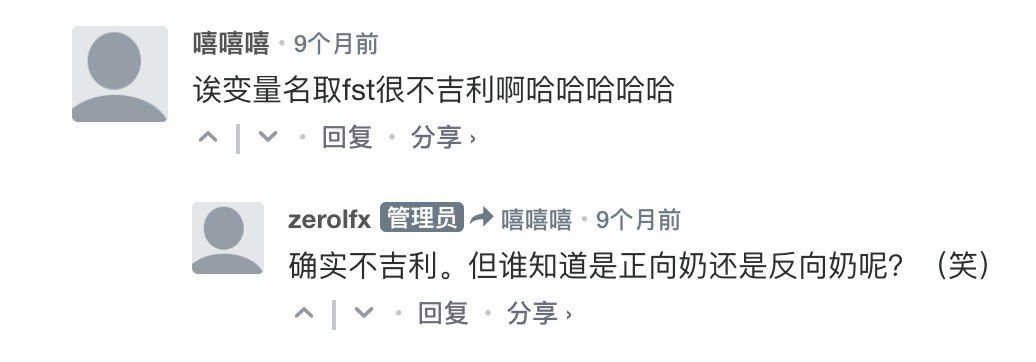 嘻嘻嘻 • 9个月前
诶变量名取fst很不吉利啊哈哈哈哈哈
回复 • 分享 ›
zerolfx 管理员 嘻嘻嘻 • 9个月前
确实不吉利。但谁知道是正向奶还是反向奶呢？（笑）
回复 • 分享 ›